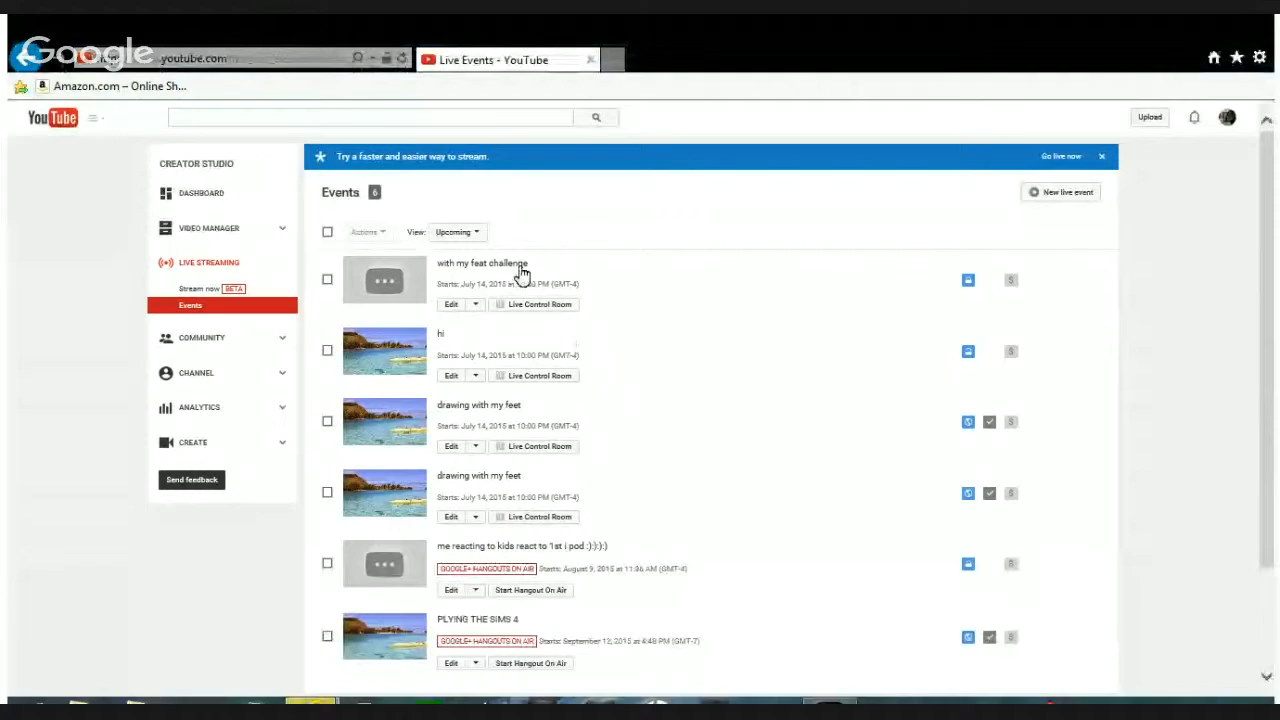 Google
youtube.com
Live Events - YouTube
Amazon.com – Online Sh...
YouTube
Upload
CREATOR STUDIO
DASHBOARD
VIDEO MANAGER
LIVE STREAMING
Stream now BETA
Events
COMMUNITY
CHANNEL
ANALYTICS
CREATE
Send feedback
Try a faster and easier way to stream.
Go live now
Events 6
New live event
Actions
View: Upcoming
with my feat challenge
Starts: July 14, 2015 at PM (GMT-4)
Edit Live Control Room
hi
Starts: July 14, 2015 at 10:00 PM (GMT-4)
Edit Live Control Room
drawing with my feet
Starts: July 14, 2015 at 10:00 PM (GMT-4)
Edit Live Control Room
drawing with my feet
Starts: July 14, 2015 at 10:00 PM (GMT-4)
Edit Live Control Room
me reacting to kids react to 1st i pod :):):):)
GOOGLE+ HANGOUTS ON AIR Starts: August 9, 2015 at 11:36 AM (GMT-4)
Edit Start Hangout On Air
PLYING THE SIMS 4
GOOGLE+ HANGOUTS ON AIR Starts: September 12, 2015 at 4:48 PM (GMT-7)
Edit Start Hangout On Air